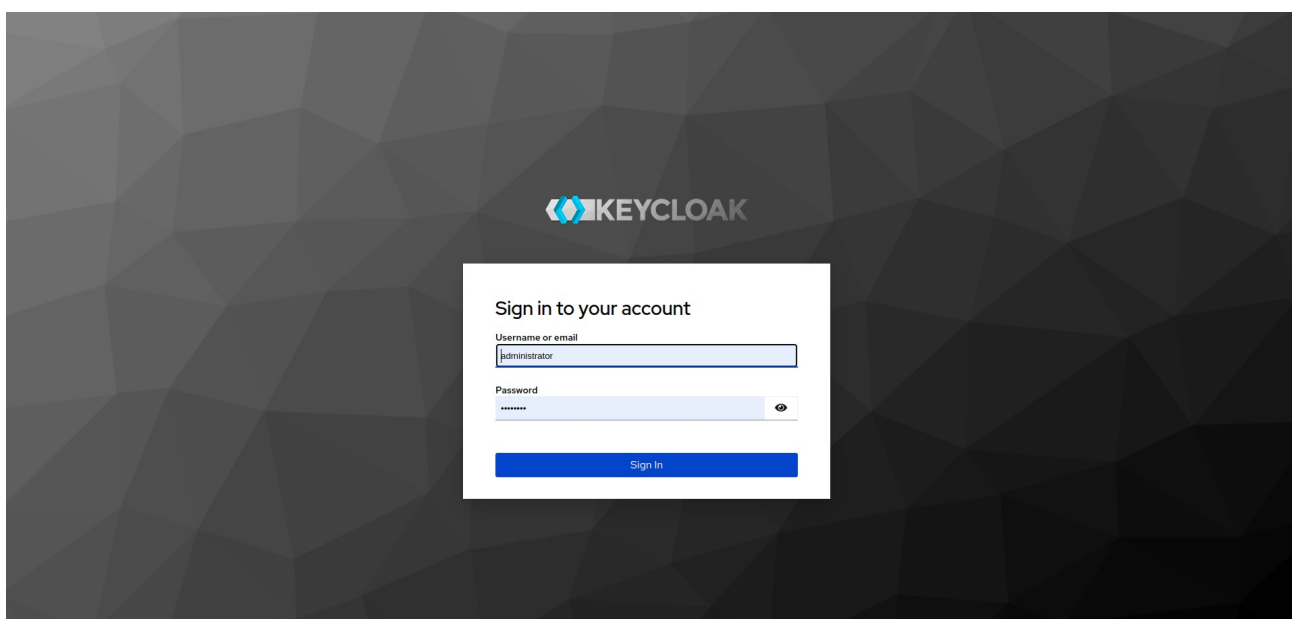 KEYCLOAK
Sign in to your account
Username or email
administrator
Password
••••••••
Sign In